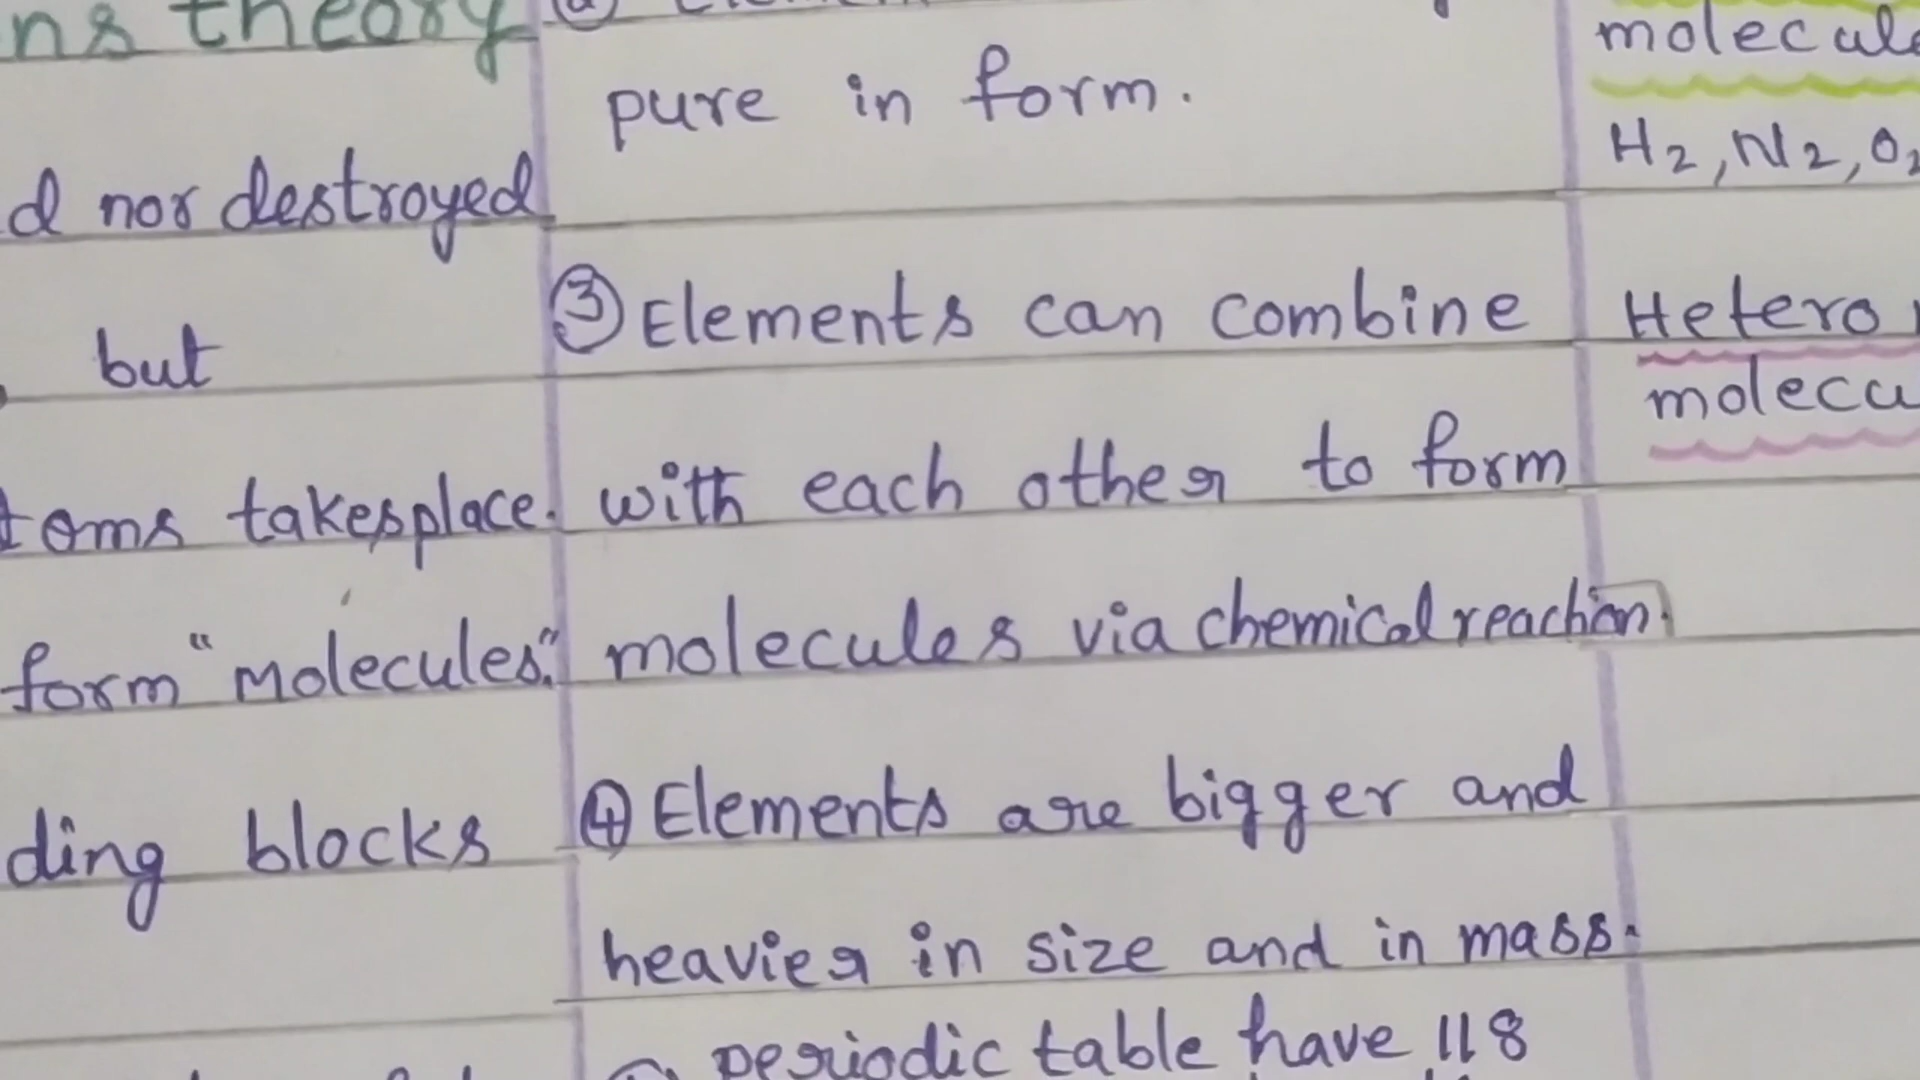 ns theory
d nor destroyed
but
toms takesplace.
form "molecules".
ding blocks
pure in form.
③ Elements can combine
with each other to form
molecules via chemical reaction.
④ Elements are bigger and
heavier in size and in mass.
periodic table have 118
molecule
H2, N2, O2
Hetero
molecu